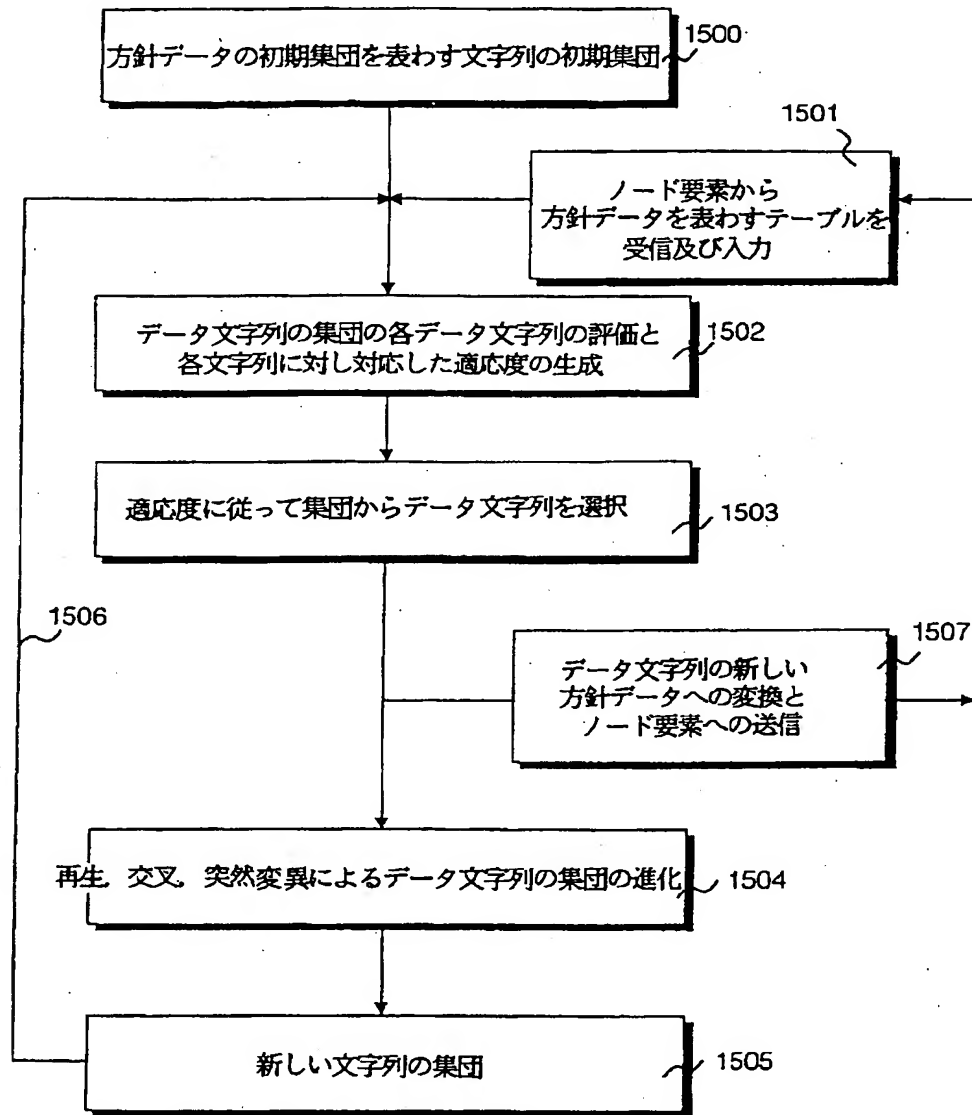 方針データの初期集団を表わす文字列の初期集団
1500
1501
ノード要素から
方針データを表わすテーブルを
受信及び入力
データ文字列の集団の各データ文字列の評価と
各文字列に対し対応した適応度の生成
1502
適応度に従って集団からデータ文字列を選択
1503
1506
1507
データ文字列の新しい
方針データへの変換と
ノード要素への送信
再生, 交叉, 突然変異によるデータ文字列の集団の進化
1504
新しい文字列の集団
1505